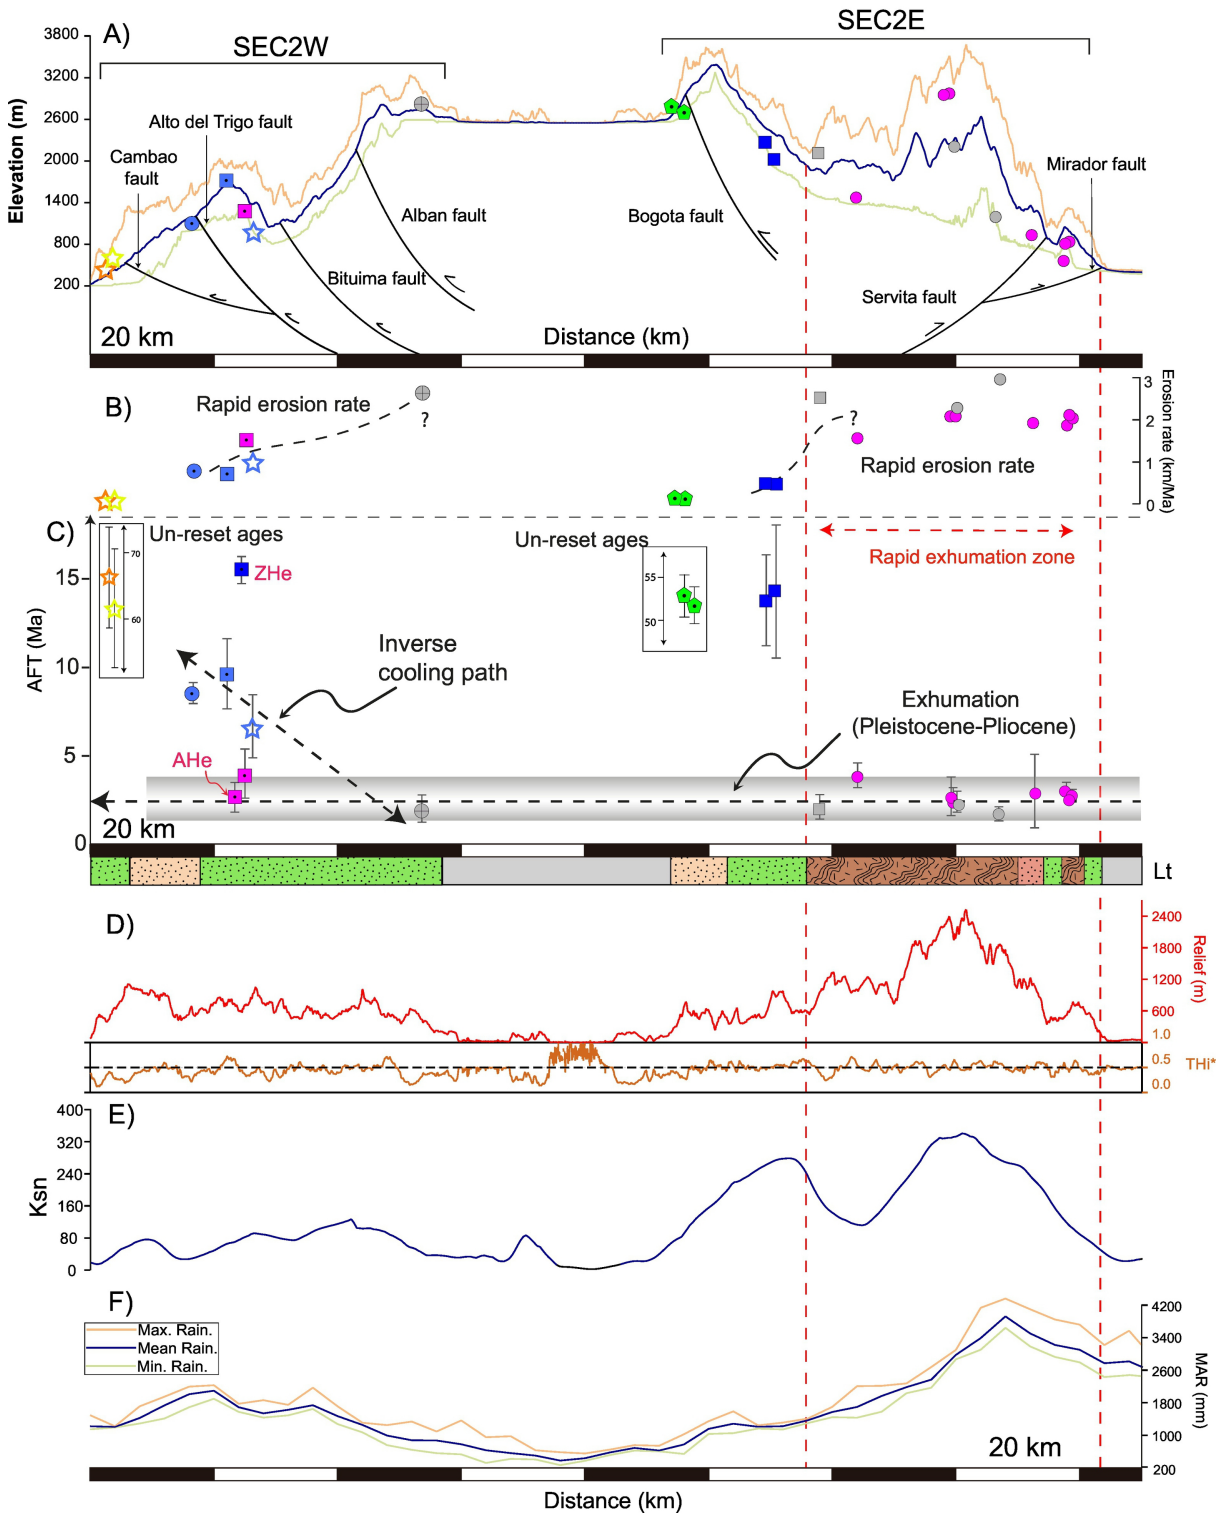 A)
SEC2W
SEC2E
3800
3200
2600
2000
1400
800
200
Elevation (m)
Alto del Trigo fault
Cambao
fault
Alban fault
Bituima fault
Bogota fault
Servita fault
Mirador fault
20 km
Distance (km)
B)
Rapid erosion rate
?
?
Rapid erosion rate
3
2
1
0
Erosion rate (km/Ma)
C)
Un-reset ages
70
60
ZHe
Un-reset ages
55
50
Rapid exhumation zone
15
10
5
0
AFT (Ma)
Inverse
cooling path
Exhumation
(Pleistocene-Pliocene)
AHe
20 km
Lt
D)
2400
1800
1200
600
Relief (m)
1.0
0.5
0.0
THi*
E)
400
320
240
160
80
0
Ksn
F)
Max. Rain.
Mean Rain.
Min. Rain.
4200
3400
2600
1800
1000
200
MAR (mm)
20 km
Distance (km)